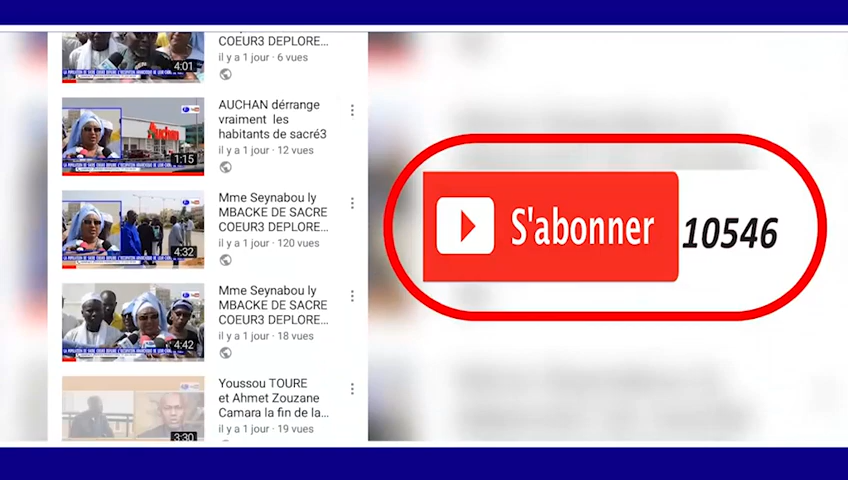 COEUR3 DEPLORE...
il y a 1 jour · 6 vues
4:01
AUCHAN dérrange
vraiment les
habitants de sacré3
il y a 1 jour · 12 vues
Auchan
1:15
Mme Seynabou ly
MBACKE DE SACRE
COEUR3 DEPLORE...
il y a 1 jour · 120 vues
4:32
Mme Seynabou ly
MBACKE DE SACRE
COEUR3 DEPLORE...
il y a 1 jour · 18 vues
4:42
Youssou TOURE
et Ahmet Zouzane
Camara la fin de la...
il y a 1 jour · 19 vues
3:30
S'abonner
10546